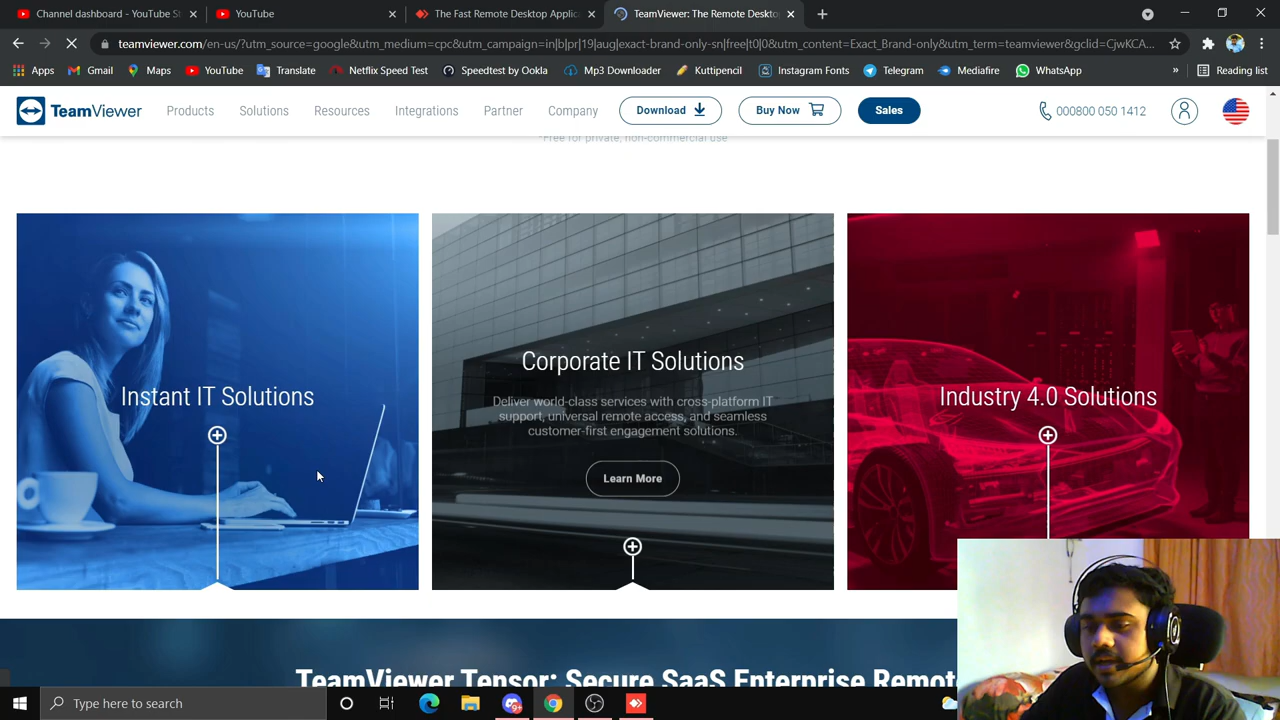 Channel dashboard - YouTube St
YouTube
The Fast Remote Desktop Applic
TeamViewer: The Remote Deskto
teamviewer.com/en-us/?utm_source=google&utm_medium=cpc&utm_campaign=in|b|pr|19|aug|exact-brand-only-sn|free|t0|0&utm_content=Exact_Brand-only&utm_term=teamviewer&gclid=CjwKCA...
Apps
Gmail
Maps
YouTube
Translate
Netflix Speed Test
Speedtest by Ookla
Mp3 Downloader
Kuttipencil
Instagram Fonts
Telegram
Mediafire
WhatsApp
»
Reading list
TeamViewer
Products
Solutions
Resources
Integrations
Partner
Company
Download
Buy Now
Sales
000800 050 1412
*Free for private, non-commercial use
Instant IT Solutions
Corporate IT Solutions
Deliver world-class services with cross-platform IT
support, universal remote access, and seamless
customer-first engagement solutions.
Learn More
Industry 4.0 Solutions
TeamViewer Tensor: Secure SaaS Enterprise Remote
Type here to search